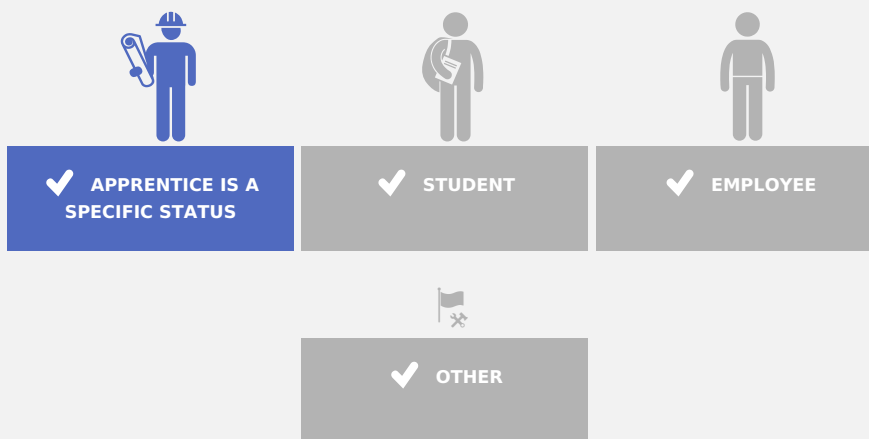 APPRENTICE IS A
SPECIFIC STATUS
STUDENT
EMPLOYEE
OTHER